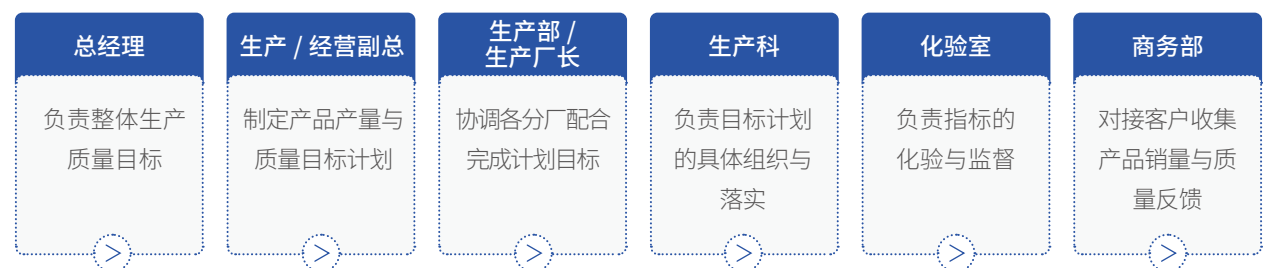 总经理
负责整体生产
质量目标
生产 / 经营副总
制定产品产量与
质量目标计划
生产部 /
生产厂长
协调各分厂配合
完成计划目标
生产科
负责目标计划
的具体组织与
落实
化验室
负责指标的
化验与监督
商务部
对接客户收集
产品销量与质
量反馈